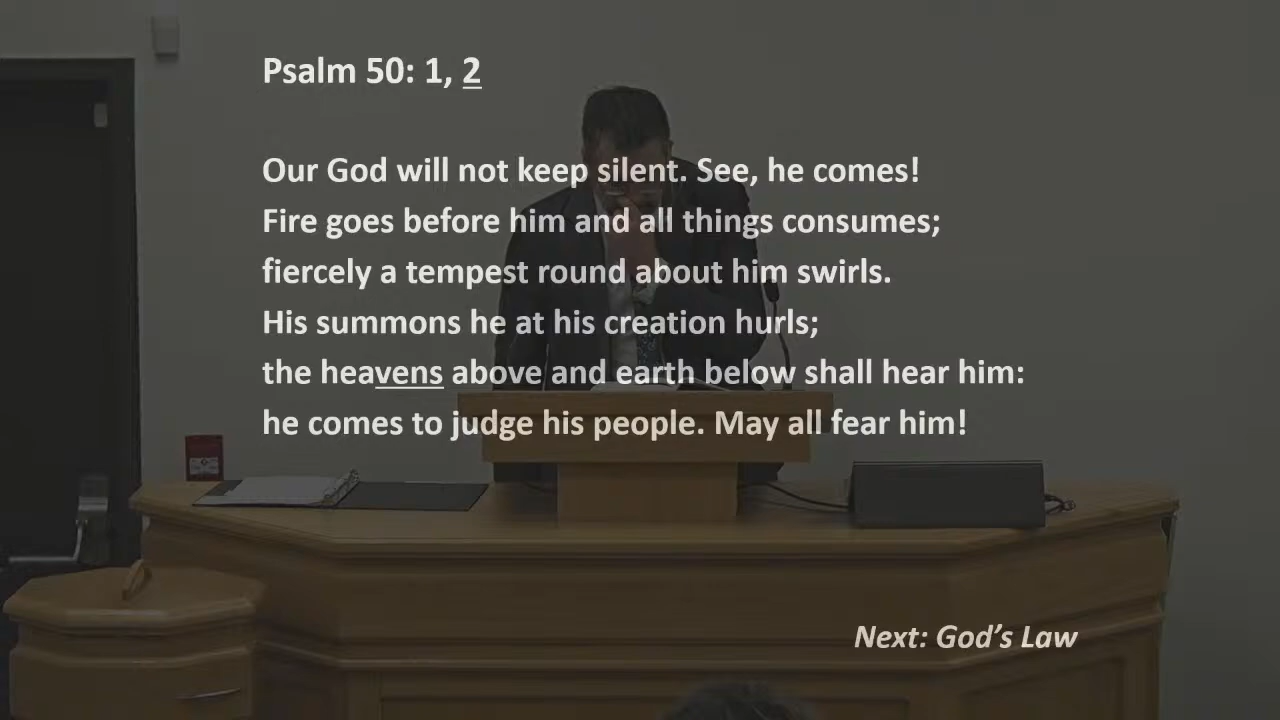 Psalm 50: 1, 2
Our God will not keep silent. See, he comes!
Fire goes before him and all things consumes;
fiercely a tempest round about him swirls.
His summons he at his creation hurls;
the heavens above and earth below shall hear him:
he comes to judge his people. May all fear him!
Next: God’s Law